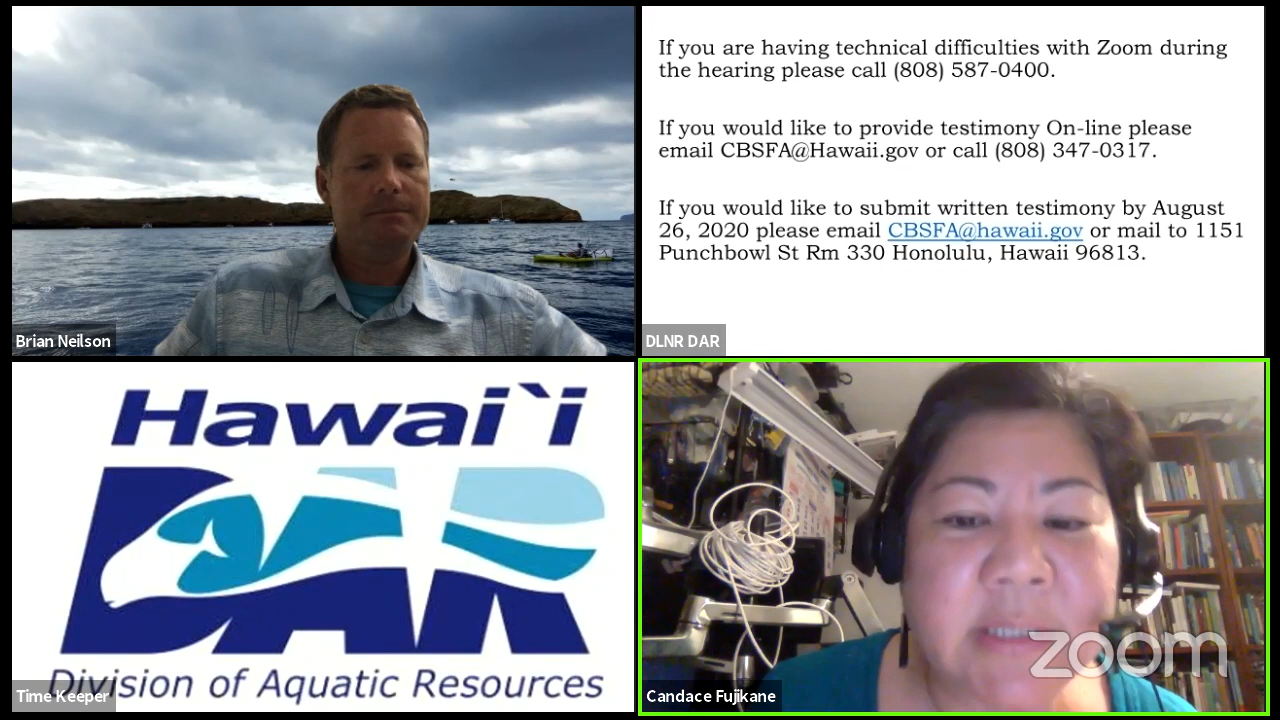 If you are having technical difficulties with Zoom during
the hearing please call (808) 587-0400.
If you would like to provide testimony On-line please
email CBSFA@Hawaii.gov or call (808) 347-0317.
If you would like to submit written testimony by August
26, 2020 please email CBSFA@hawaii.gov or mail to 1151
Punchbowl St Rm 330 Honolulu, Hawaii 96813.
Brian Neilson
DLNR DAR
Hawai`i
DAR
Division of Aquatic Resources
Time Keeper
Candace Fujikane
zoom